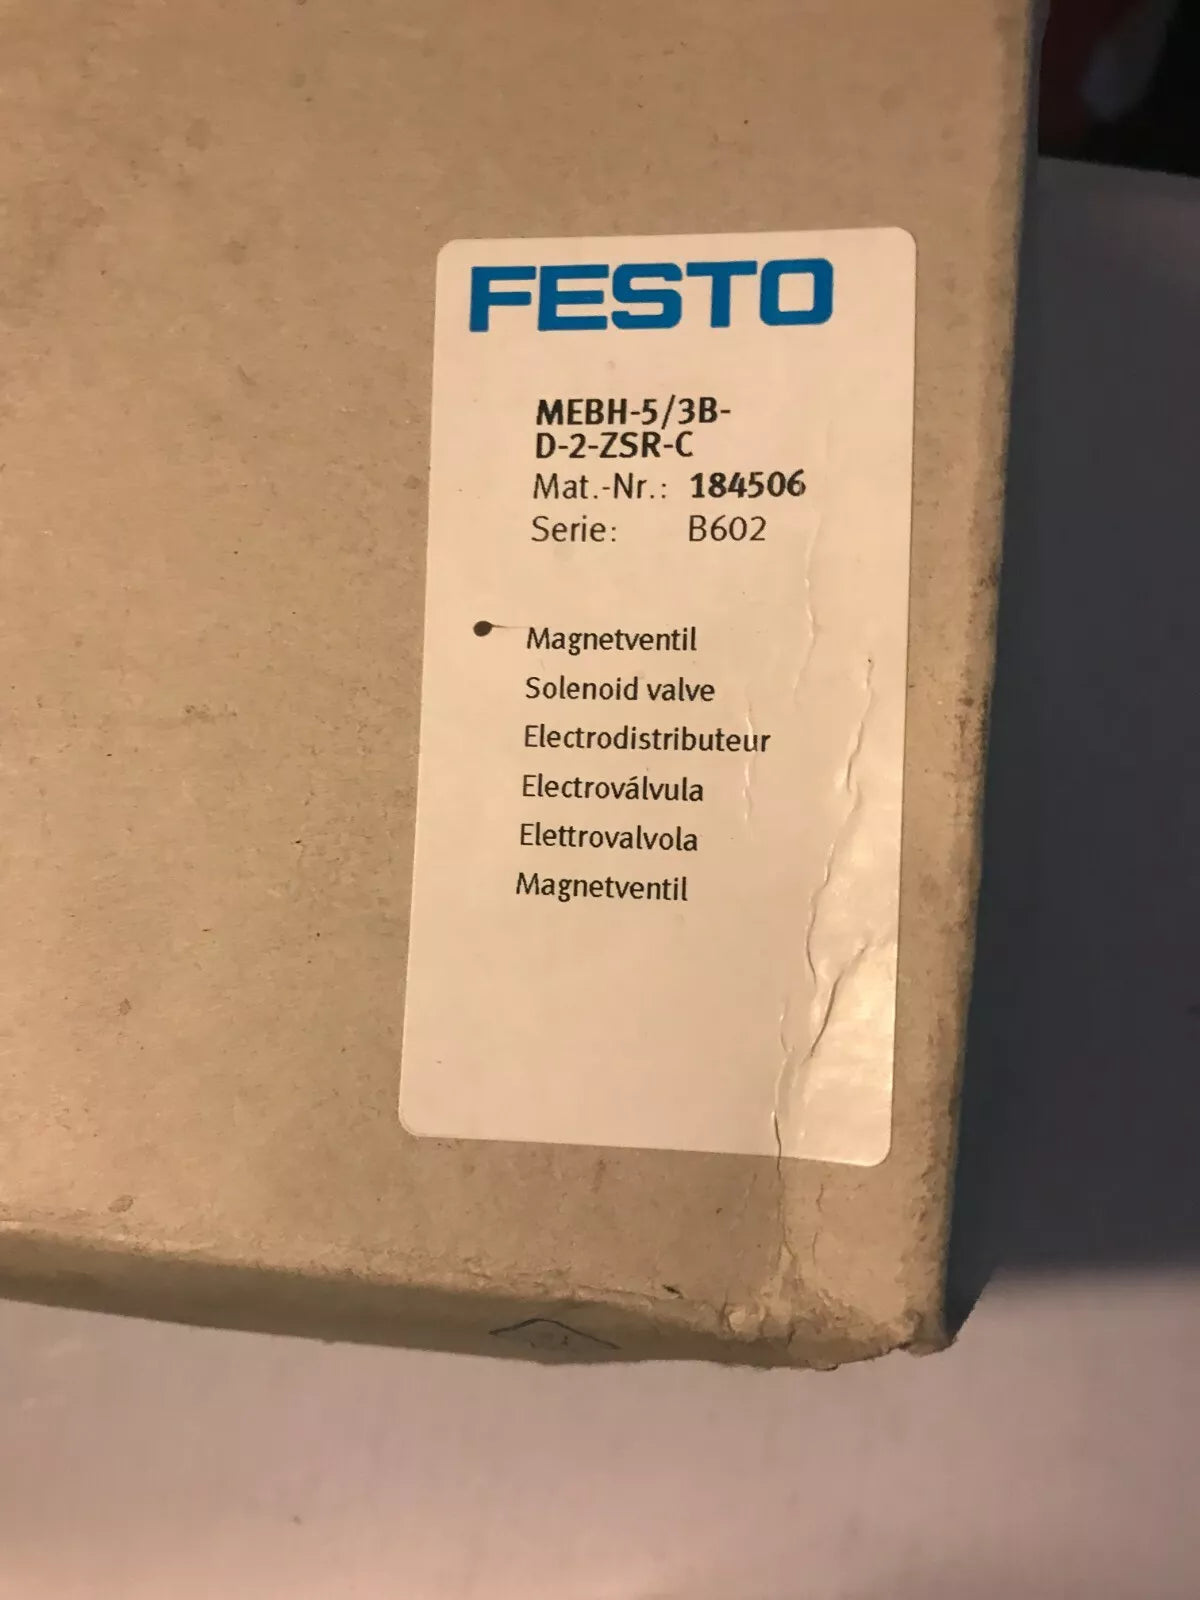 FESTO
MEBH-5/3B-
D-2-ZSR-C
Mat.-Nr.: 184506
Serie: B602
Magnetventil
Solenoid valve
Electrodistributeur
Electroválvula
Elettrovalvola
Magnetventil